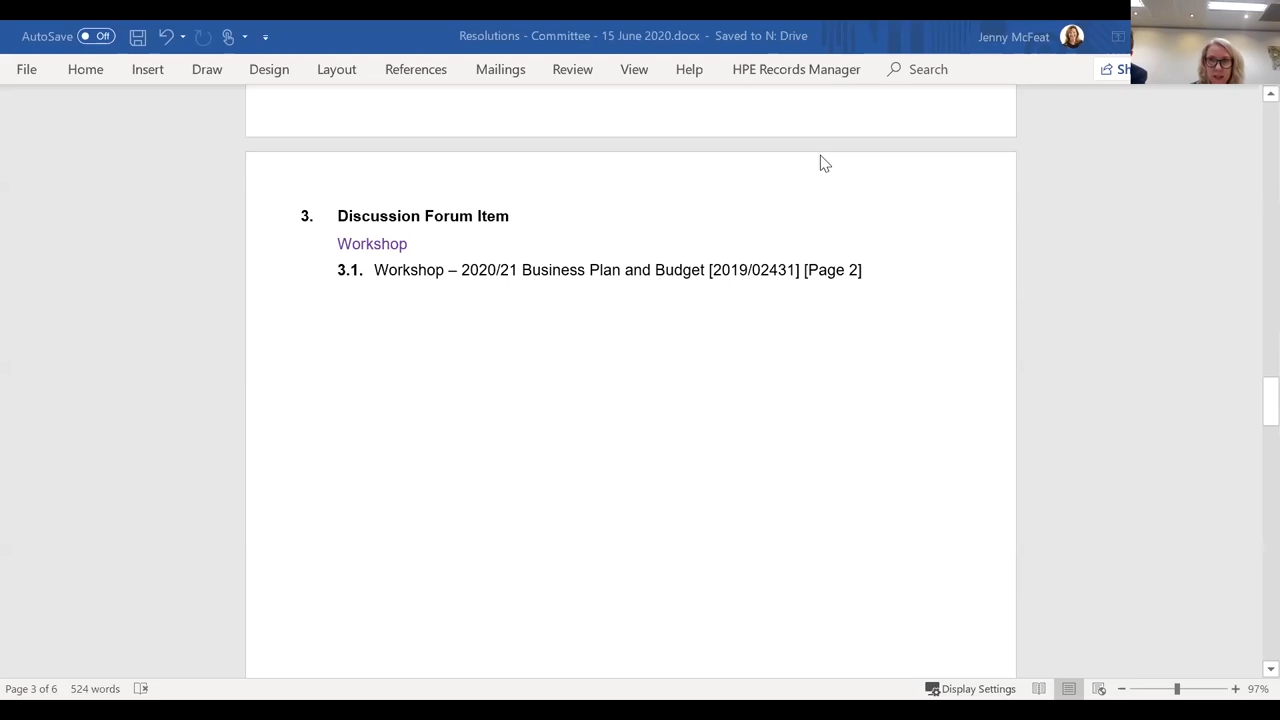 AutoSave Off Resolutions - Committee - 15 June 2020.docx - Saved to N: Drive Jenny McFeat
File Home Insert Draw Design Layout References Mailings Review View Help HPE Records Manager Search Sh
3. Discussion Forum Item
Workshop
3.1. Workshop – 2020/21 Business Plan and Budget [2019/02431] [Page 2]
Page 3 of 6 524 words Display Settings 97%